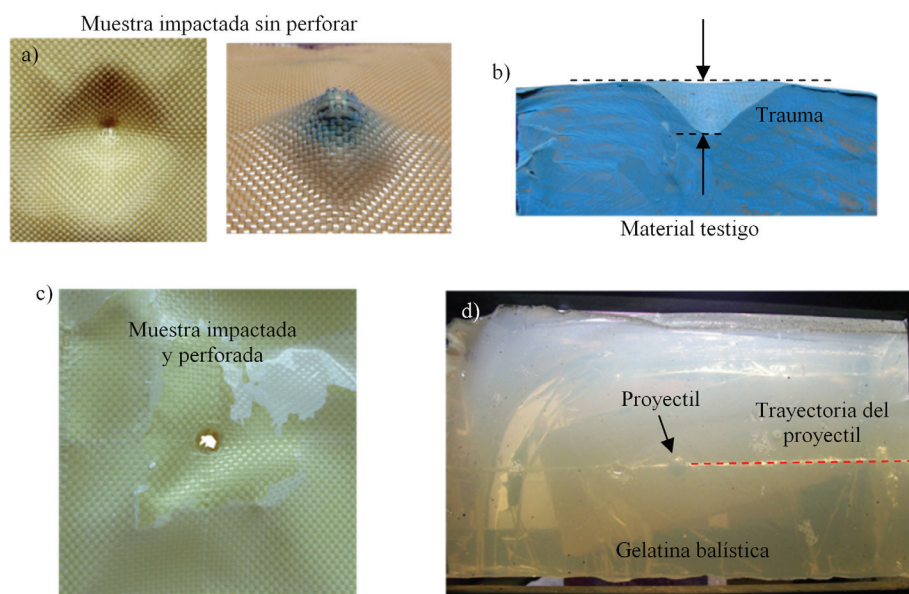 Muestra impactada sin perforar
a)
b)
Trauma
Material testigo
c)
Muestra impactada
y perforada
d)
Proyectil
Trayectoria del
proyectil
Gelatina balística